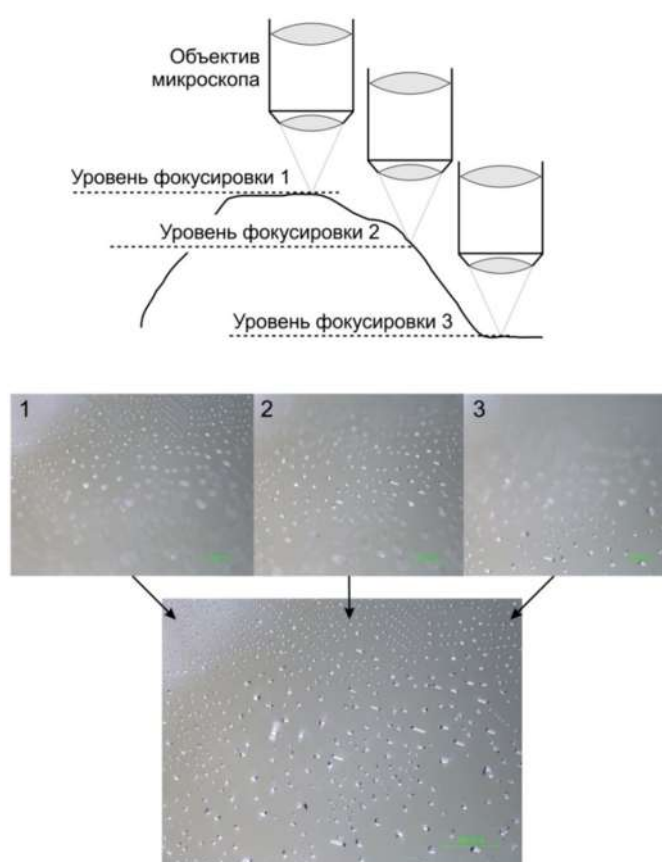 Объектив
микроскопа
Уровень фокусировки 1
Уровень фокусировки 2
Уровень фокусировки 3
1
2
3